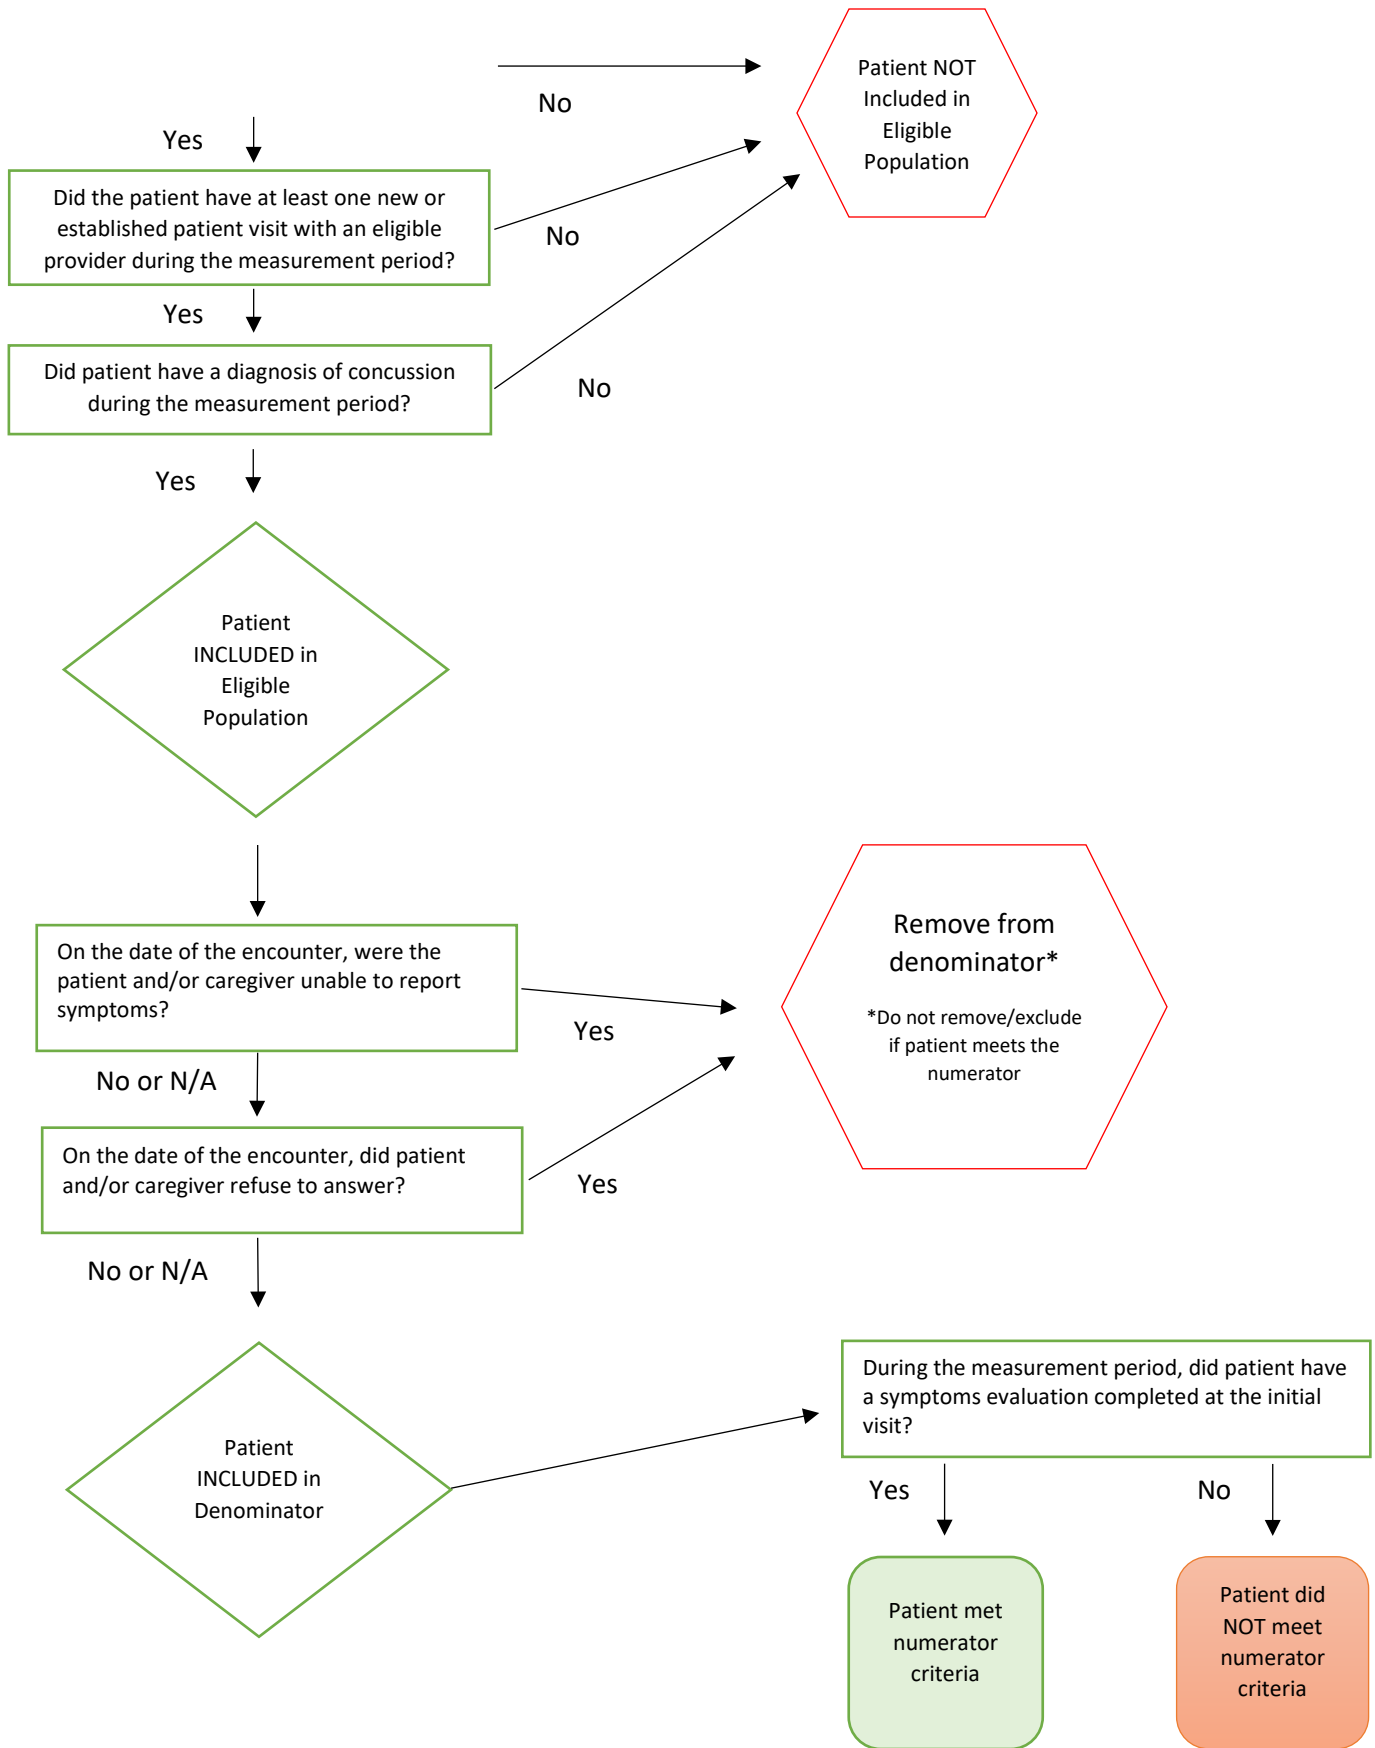 No
Patient NOT
Included in
Eligible
Population
Yes
Did the patient have at least one new or
established patient visit with an eligible
provider during the measurement period?
No
Yes
Did patient have a diagnosis of concussion
during the measurement period?
No
Yes
Patient
INCLUDED in
Eligible
Population
On the date of the encounter, were the
patient and/or caregiver unable to report
symptoms?
Yes
Remove from
denominator*
*Do not remove/exclude
if patient meets the
numerator
No or N/A
On the date of the encounter, did patient
and/or caregiver refuse to answer?
Yes
No or N/A
Patient
INCLUDED in
Denominator
During the measurement period, did patient have
a symptoms evaluation completed at the initial
visit?
Yes
No
Patient met
numerator
criteria
Patient did
NOT meet
numerator
criteria